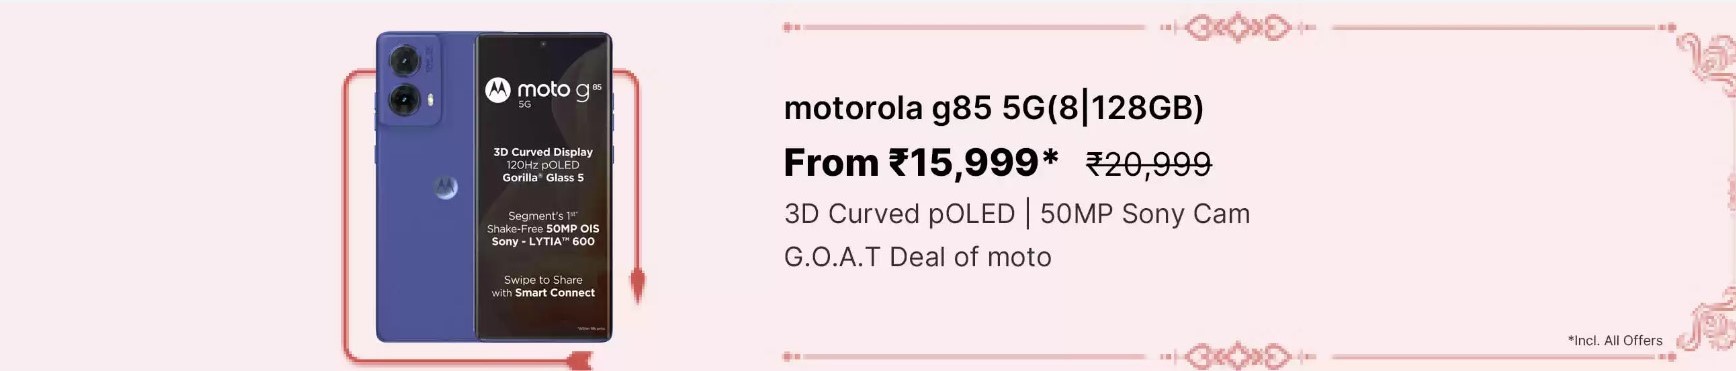 moto g85
5G
3D Curved Display
120Hz pOLED
Gorilla® Glass 5
Segment's 1st*
Shake-Free 50MP OIS
Sony - LYTIA™ 600
Swipe to Share
with Smart Connect
motorola g85 5G(8|128GB)
From ₹15,999* ₹20,999
3D Curved pOLED | 50MP Sony Cam
G.O.A.T Deal of moto
*Incl. All Offers